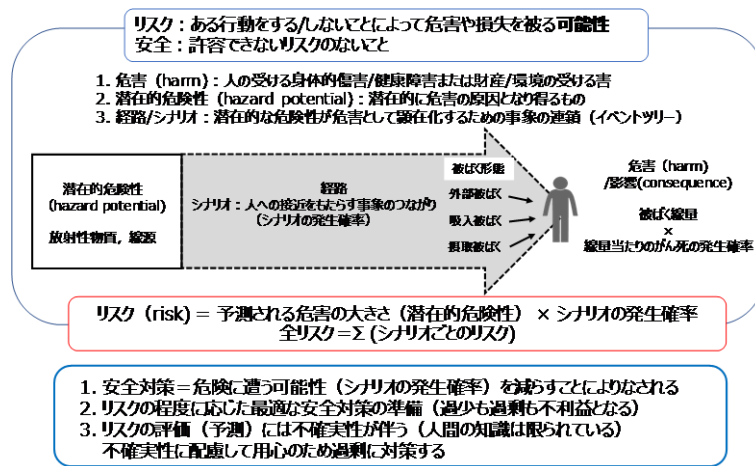 リスク：ある行動をする/しないことによって危害や損失を被る可能性
安全：許容できないリスクのないこと
1. 危害（harm）：人の受ける身体的傷害/健康障害または財産/環境の受ける害
2. 潜在的危険性（hazard potential）：潜在的に危害の原因となり得るもの
3. 経路/シナリオ：潜在的な危険性が危害として顕在化するための事象の連鎖（イベントツリー）
潜在的危険性
（hazard potential）
放射性物質，線源
経路
シナリオ：人への接近をもたらす事象のつながり
（シナリオの発生確率）
被ばく形態
外部被ばく
吸入被ばく
摂取被ばく
危害（harm）
/影響(consequence)
被ばく線量
×
線量当たりのがん死の発生確率
リスク（risk）= 予測される危害の大きさ（潜在的危険性）× シナリオの発生確率
全リスク＝Σ (シナリオごとのリスク)
1. 安全対策＝危険に遭う可能性（シナリオの発生確率）を減らすことによりなされる
2. リスクの程度に応じた最適な安全対策の準備（過少も過剰も不利益となる）
3. リスクの評価（予測）には不確実性が伴う（人間の知識は限られている）
不確実性に配慮して用心のため過剰に対策する